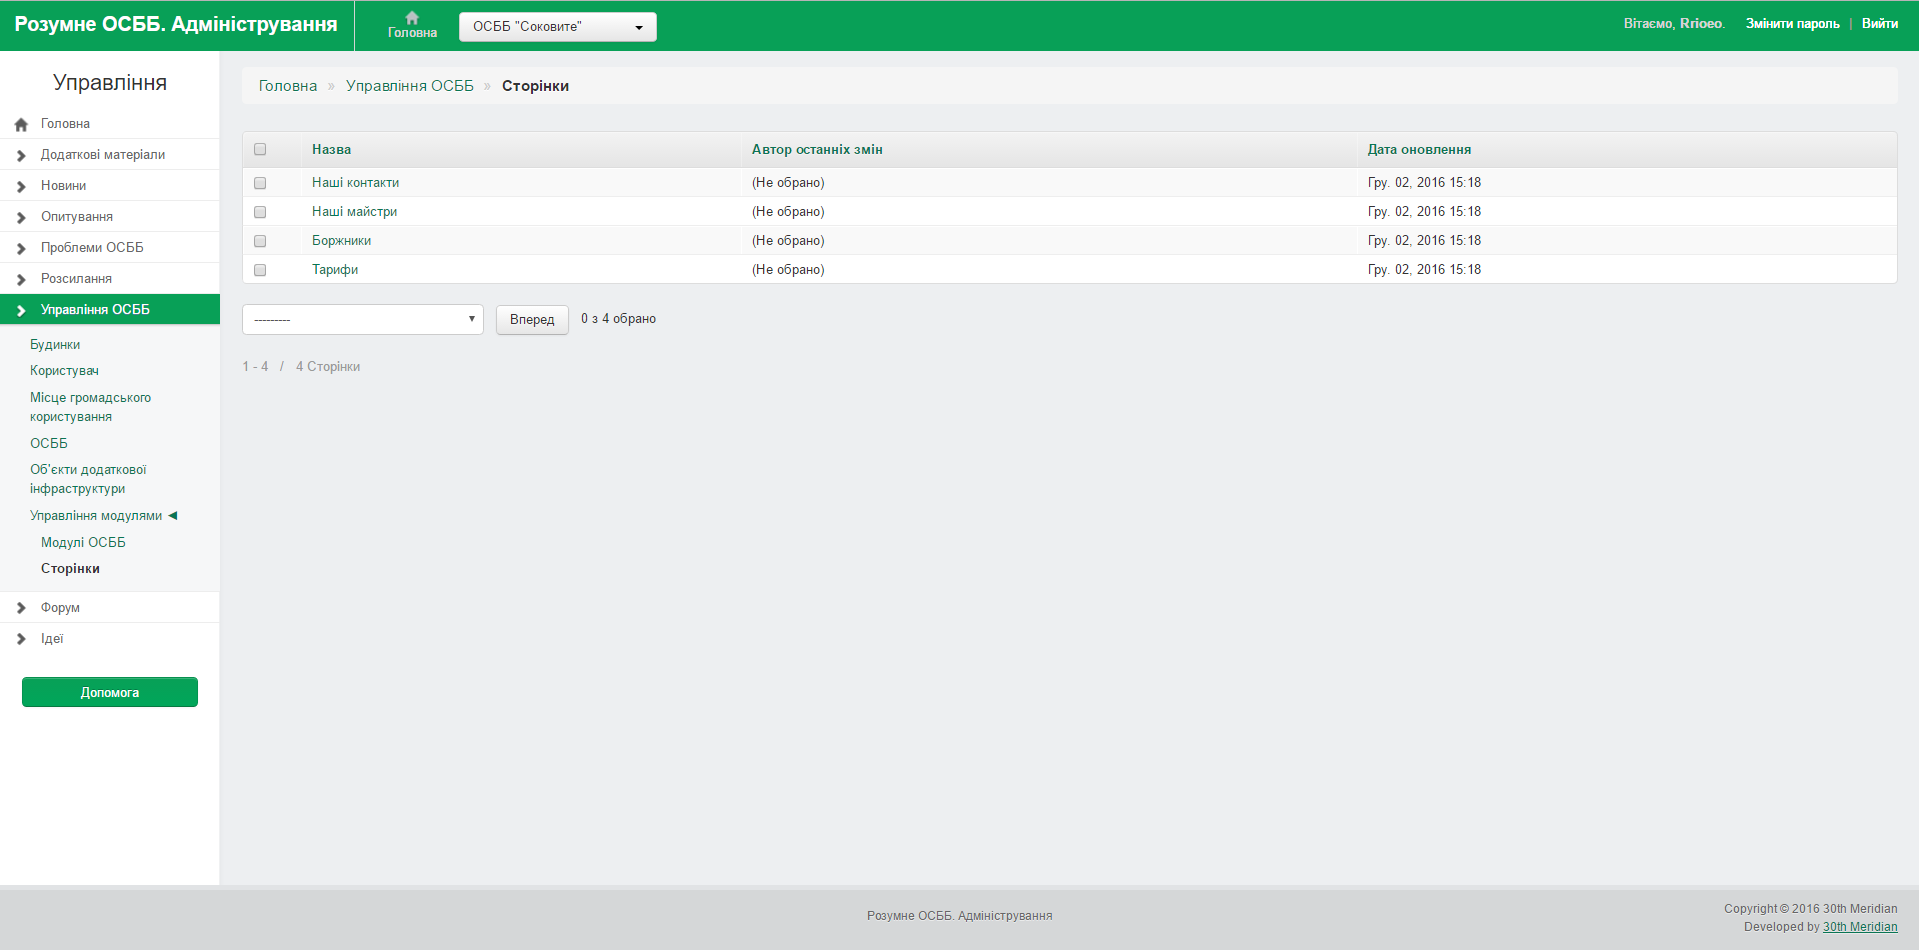 Розумне ОСББ. Адміністрування
Головна
ОСББ "Соковите"
Вітаємо, Rrioeo. Змінити пароль | Вийти
Управління
Головна
Додаткові матеріали
Новини
Опитування
Проблеми ОСББ
Розсилання
Управління ОСББ
Будинки
Користувач
Місце громадського
користування
ОСББ
Об'єкти додаткової
інфраструктури
Управління модулями ◄
Модулі ОСББ
Сторінки
Форум
Ідеї
Допомога
Головна » Управління ОСББ » Сторінки
Назва Автор останніх змін Дата оновлення
Наші контакти (Не обрано) Гру. 02, 2016 15:18
Наші майстри (Не обрано) Гру. 02, 2016 15:18
Боржники (Не обрано) Гру. 02, 2016 15:18
Тарифи (Не обрано) Гру. 02, 2016 15:18
--------- Вперед 0 з 4 обрано
1 - 4 / 4 Сторінки
Розумне ОСББ. Адміністрування
Copyright © 2016 30th Meridian
Developed by 30th Meridian